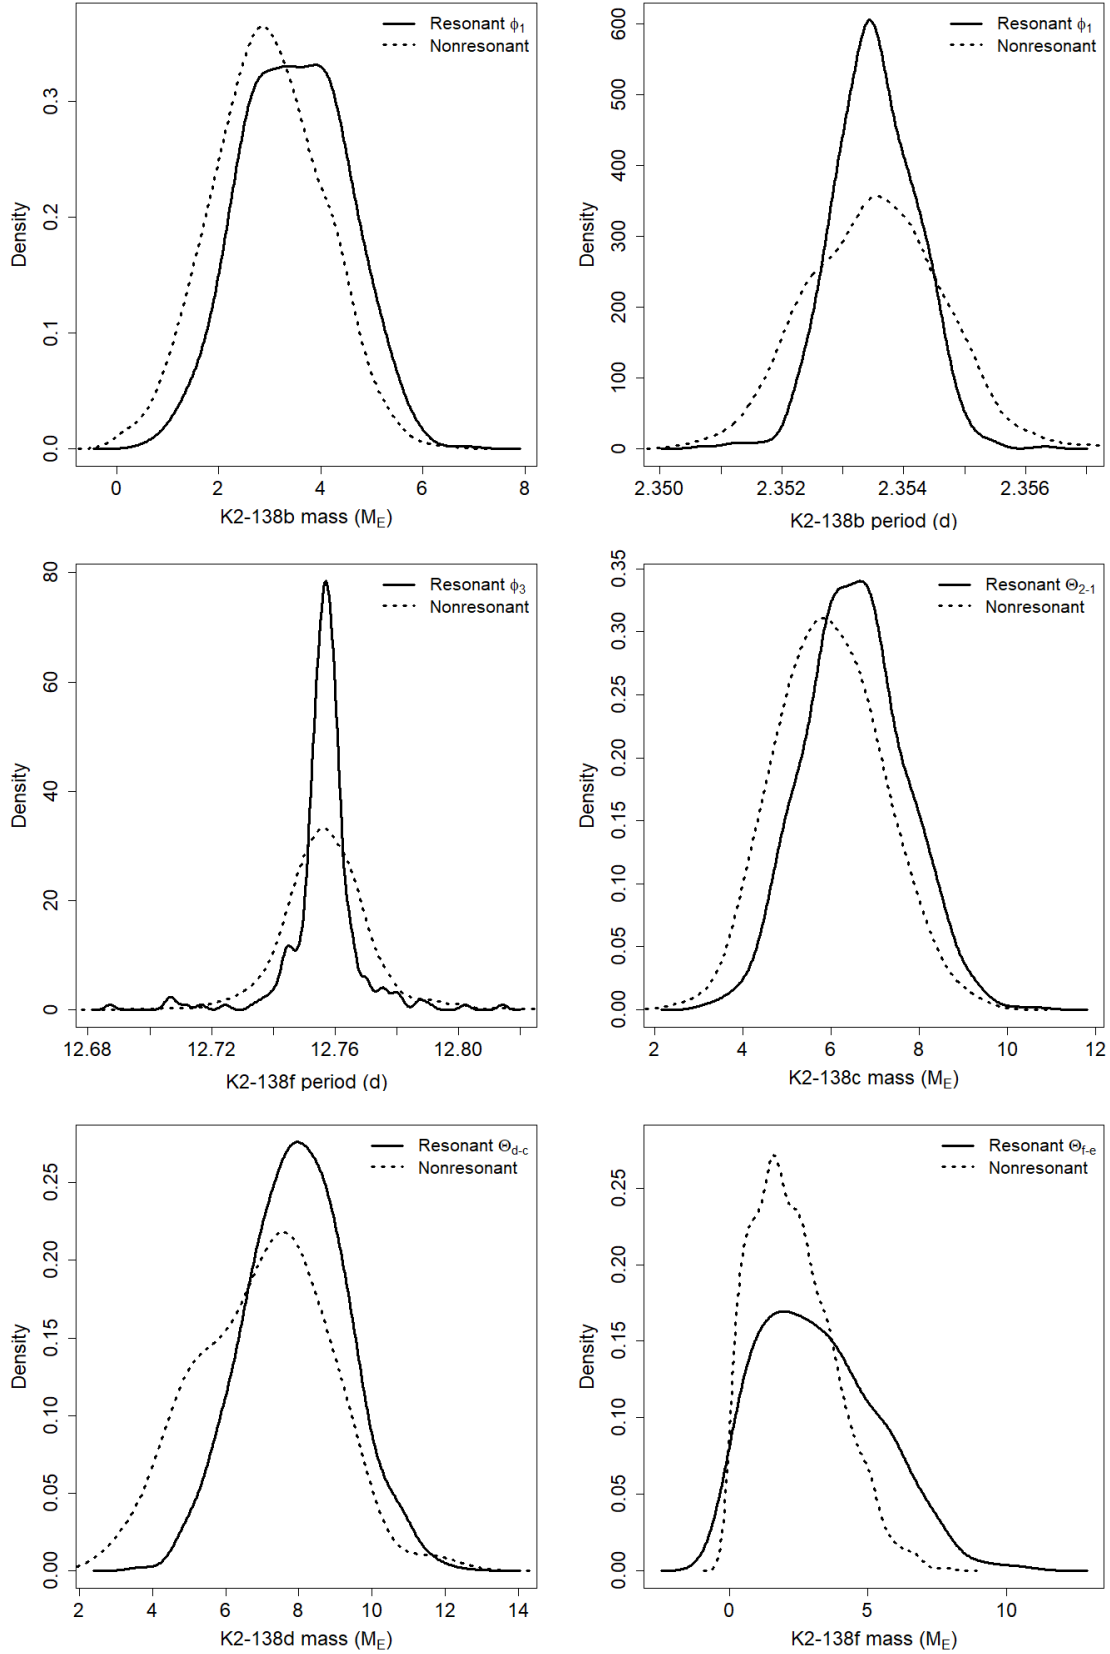 Resonant ϕ1
Nonresonant
Density
0.0
0.1
0.2
0.3
0 2 4 6 8
K2-138b mass (M_E)
Resonant ϕ1
Nonresonant
Density
0
100
200
300
400
500
600
2.350 2.352 2.354 2.356
K2-138b period (d)
Resonant ϕ3
Nonresonant
Density
0
20
40
60
80
12.68 12.72 12.76 12.80
K2-138f period (d)
Resonant Θ2-1
Nonresonant
Density
0.00
0.05
0.10
0.15
0.20
0.25
0.30
0.35
2 4 6 8 10 12
K2-138c mass (M_E)
Resonant Θd-c
Nonresonant
Density
0.00
0.05
0.10
0.15
0.20
0.25
2 4 6 8 10 12 14
K2-138d mass (M_E)
Resonant Θf-e
Nonresonant
Density
0.00
0.05
0.10
0.15
0.20
0.25
0 5 10
K2-138f mass (M_E)